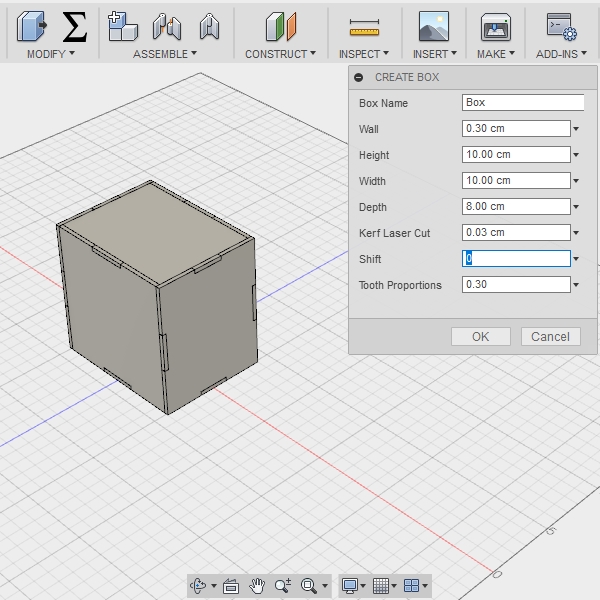 MODIFY ASSEMBLE CONSTRUCT INSPECT INSERT MAKE ADD-INS
CREATE BOX
Box Name Box
Wall 0.30 cm
Height 10.00 cm
Width 10.00 cm
Depth 8.00 cm
Kerf Laser Cut 0.03 cm
Shift 0
Tooth Proportions 0.30
OK Cancel
5
0